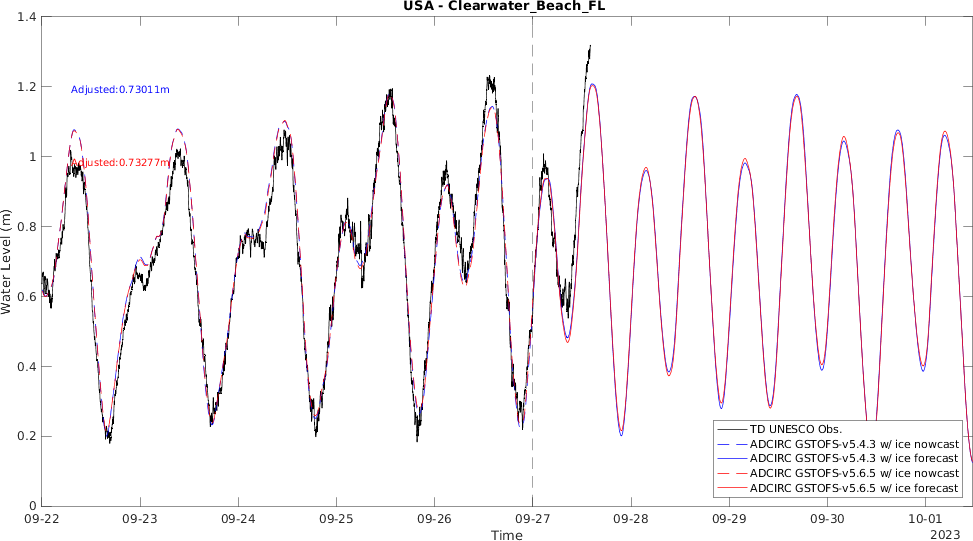 USA - Clearwater_Beach_FL
1.4
1.2
1
0.8
0.6
0.4
0.2
0
Water Level (m)
Adjusted:0.73011m
Adjusted:0.73277m
TD UNESCO Obs.
ADCIRC GSTOFS-v5.4.3 w/ ice nowcast
ADCIRC GSTOFS-v5.4.3 w/ ice forecast
ADCIRC GSTOFS-v5.6.5 w/ ice nowcast
ADCIRC GSTOFS-v5.6.5 w/ ice forecast
09-22 09-23 09-24 09-25 09-26 09-27 09-28 09-29 09-30 10-01
Time
2023